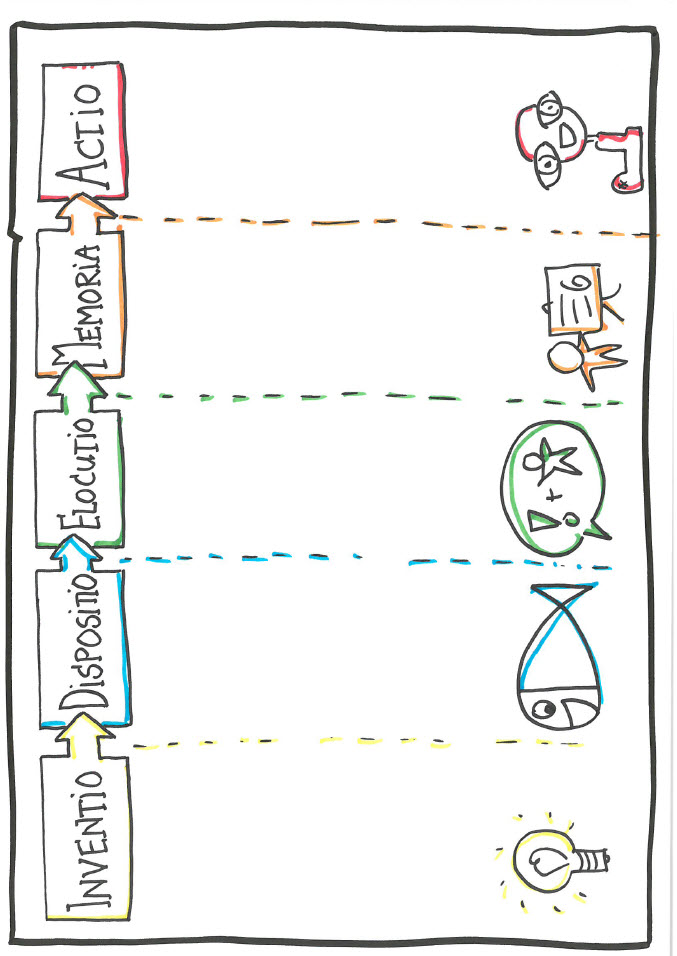 INVENTIO
DISPOSITIO
ELOCUTIO
MEMORIA
ACTIO